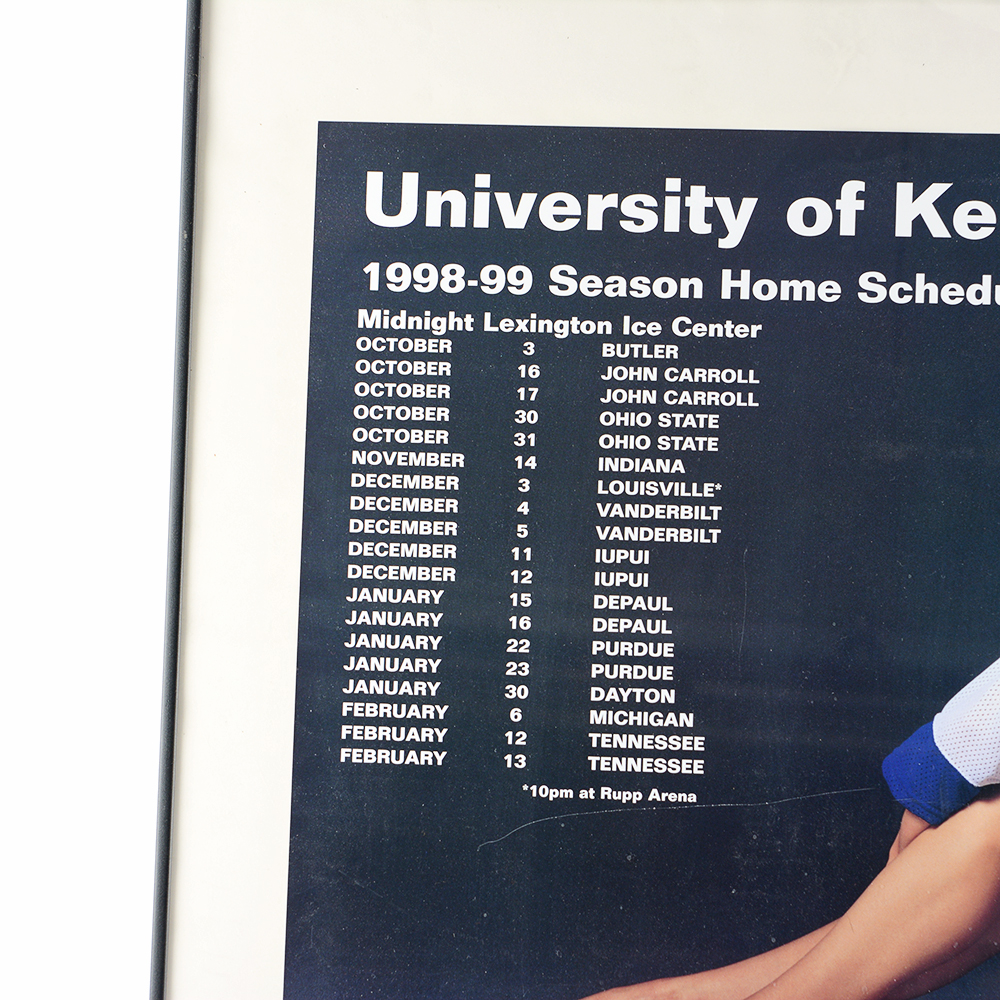 University of Ke
1998-99 Season Home Schedu
Midnight Lexington Ice Center
OCTOBER 3 BUTLER
OCTOBER 16 JOHN CARROLL
OCTOBER 17 JOHN CARROLL
OCTOBER 30 OHIO STATE
OCTOBER 31 OHIO STATE
NOVEMBER 14 INDIANA
DECEMBER 3 LOUISVILLE*
DECEMBER 4 VANDERBILT
DECEMBER 5 VANDERBILT
DECEMBER 11 IUPUI
DECEMBER 12 IUPUI
JANUARY 15 DEPAUL
JANUARY 16 DEPAUL
JANUARY 22 PURDUE
JANUARY 23 PURDUE
JANUARY 30 DAYTON
FEBRUARY 6 MICHIGAN
FEBRUARY 12 TENNESSEE
FEBRUARY 13 TENNESSEE
*10pm at Rupp Arena